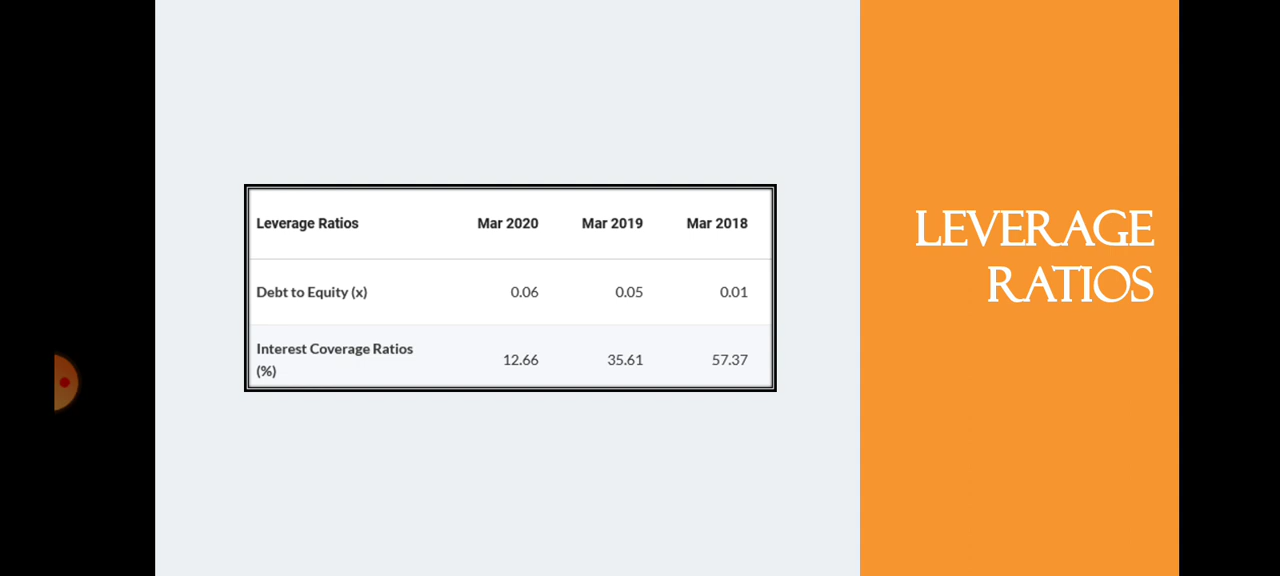 Leverage Ratios Mar 2020 Mar 2019 Mar 2018
Debt to Equity (x) 0.06 0.05 0.01
Interest Coverage Ratios
(%) 12.66 35.61 57.37
LEVERAGE
RATIOS